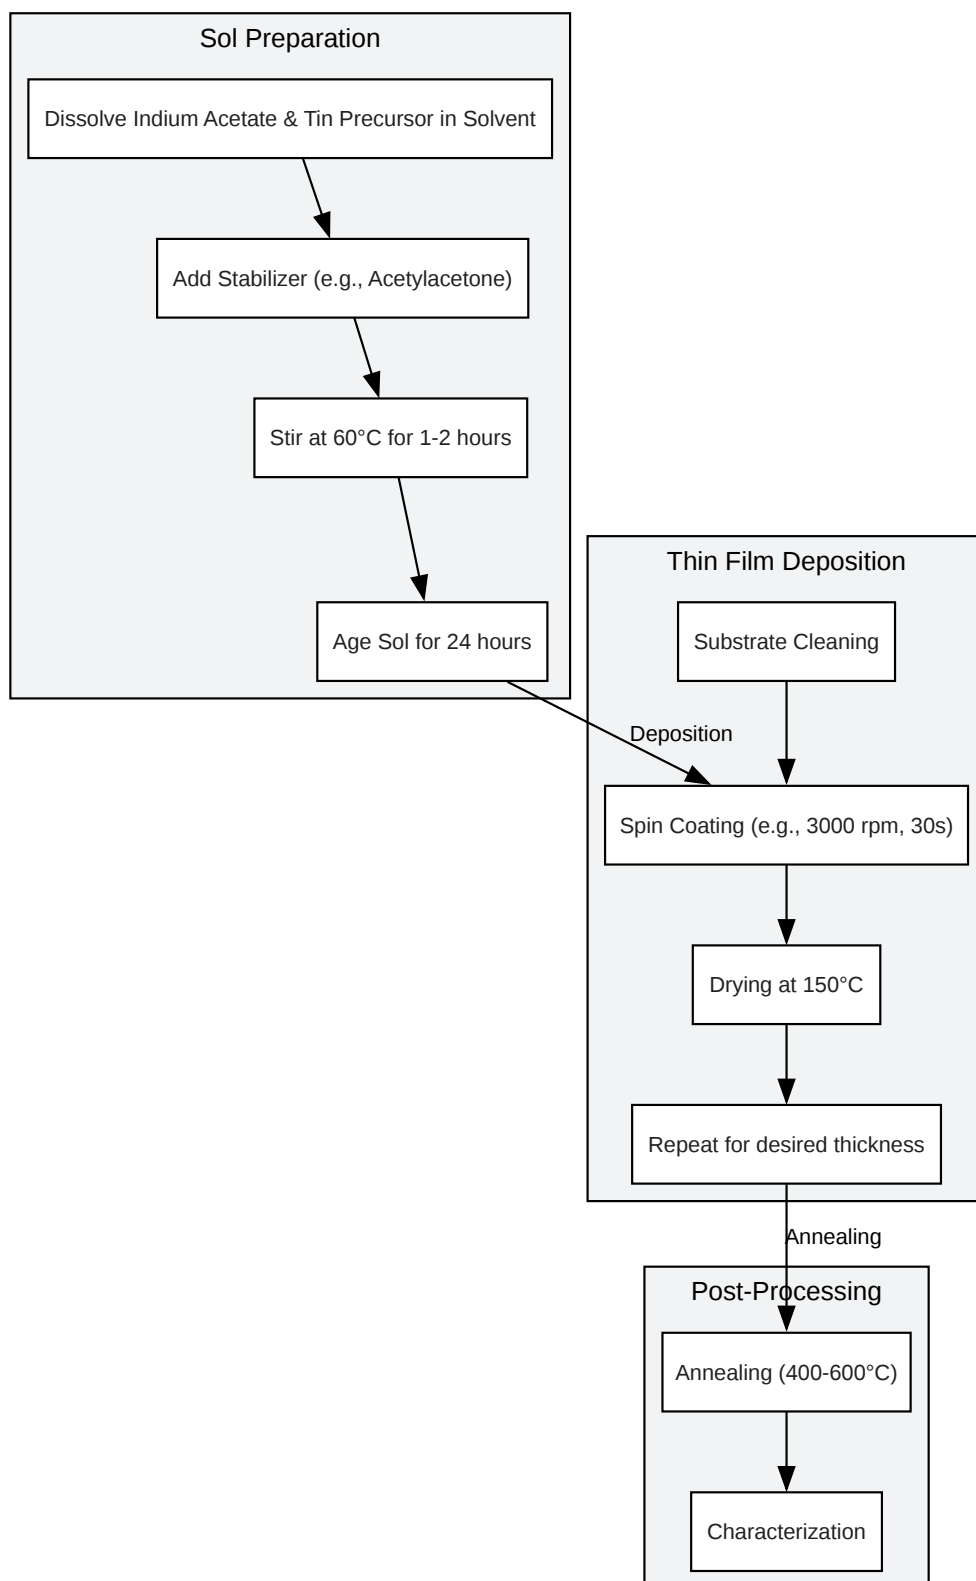 Sol Preparation
Dissolve Indium Acetate & Tin Precursor in Solvent
Add Stabilizer (e.g., Acetylacetone)
Stir at 60°C for 1-2 hours
Age Sol for 24 hours
Thin Film Deposition
Substrate Cleaning
Deposition
Spin Coating (e.g., 3000 rpm, 30s)
Drying at 150°C
Repeat for desired thickness
Annealing
Post-Processing
Annealing (400-600°C)
Characterization